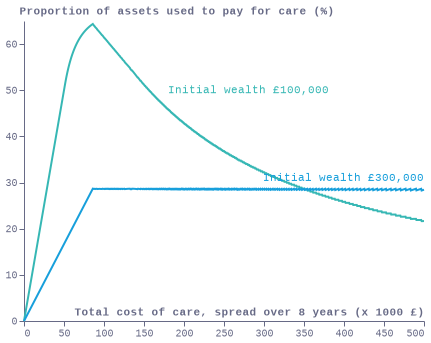 Proportion of assets used to pay for care (%)
60
50
40
30
20
10
0
Initial wealth £100,000
Initial wealth £300,000
Total cost of care, spread over 8 years (x 1000 £)
0 50 100 150 200 250 300 350 400 450 500